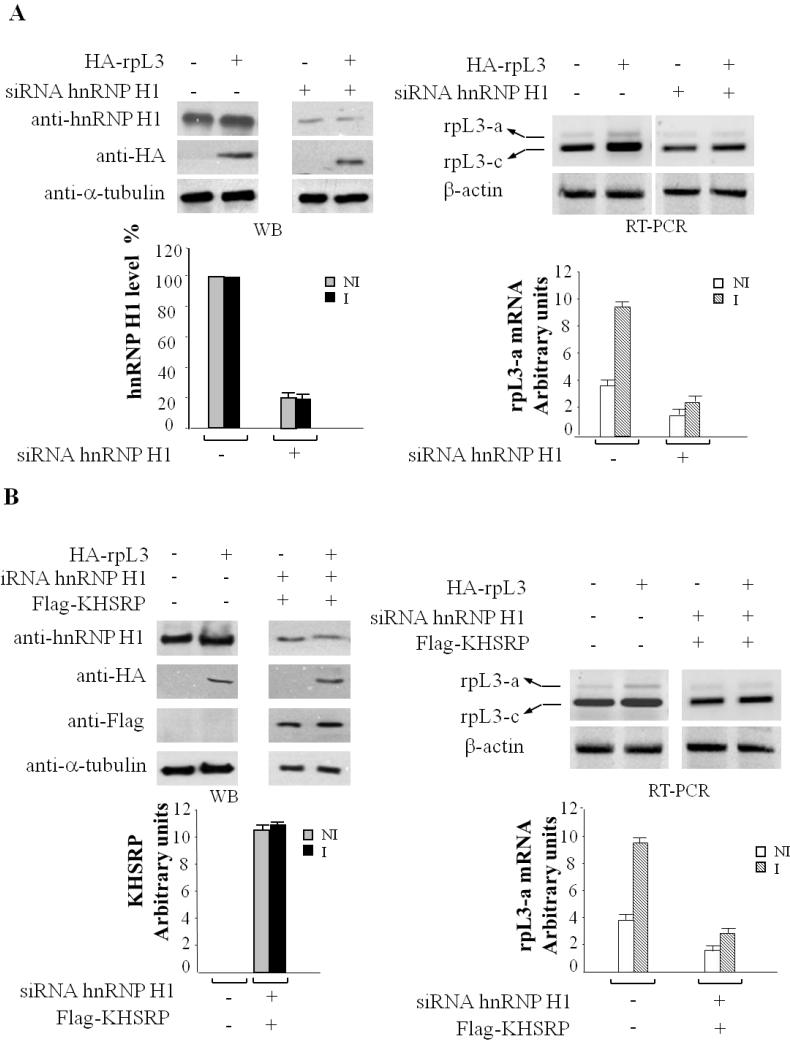 A
HA-rpL3 - + - +
siRNA hnRNP H1 - - + +
anti-hnRNP H1
anti-HA
anti-α-tubulin
WB
hnRNP H1 level %
100
80
60
40
20
0
NI
I
siRNA hnRNP H1 - +
HA-rpL3 - + - +
siRNA hnRNP H1 - - + +
rpL3-a
rpL3-c
β-actin
RT-PCR
rpL3-a mRNA
Arbitrary units
12
10
8
6
4
2
0
NI
I
siRNA hnRNP H1 - +
B
HA-rpL3 - + - +
iRNA hnRNP H1 - - + +
Flag-KHSRP - - + +
anti-hnRNP H1
anti-HA
anti-Flag
anti-α-tubulin
WB
KHSRP
Arbitrary units
12
10
8
6
4
2
0
NI
I
siRNA hnRNP H1 - +
Flag-KHSRP - +
HA-rpL3 - + - +
siRNA hnRNP H1 - - + +
Flag-KHSRP - - + +
rpL3-a
rpL3-c
β-actin
RT-PCR
rpL3-a mRNA
Arbitrary units
12
10
8
6
4
2
0
NI
I
siRNA hnRNP H1 - +
Flag-KHSRP - +